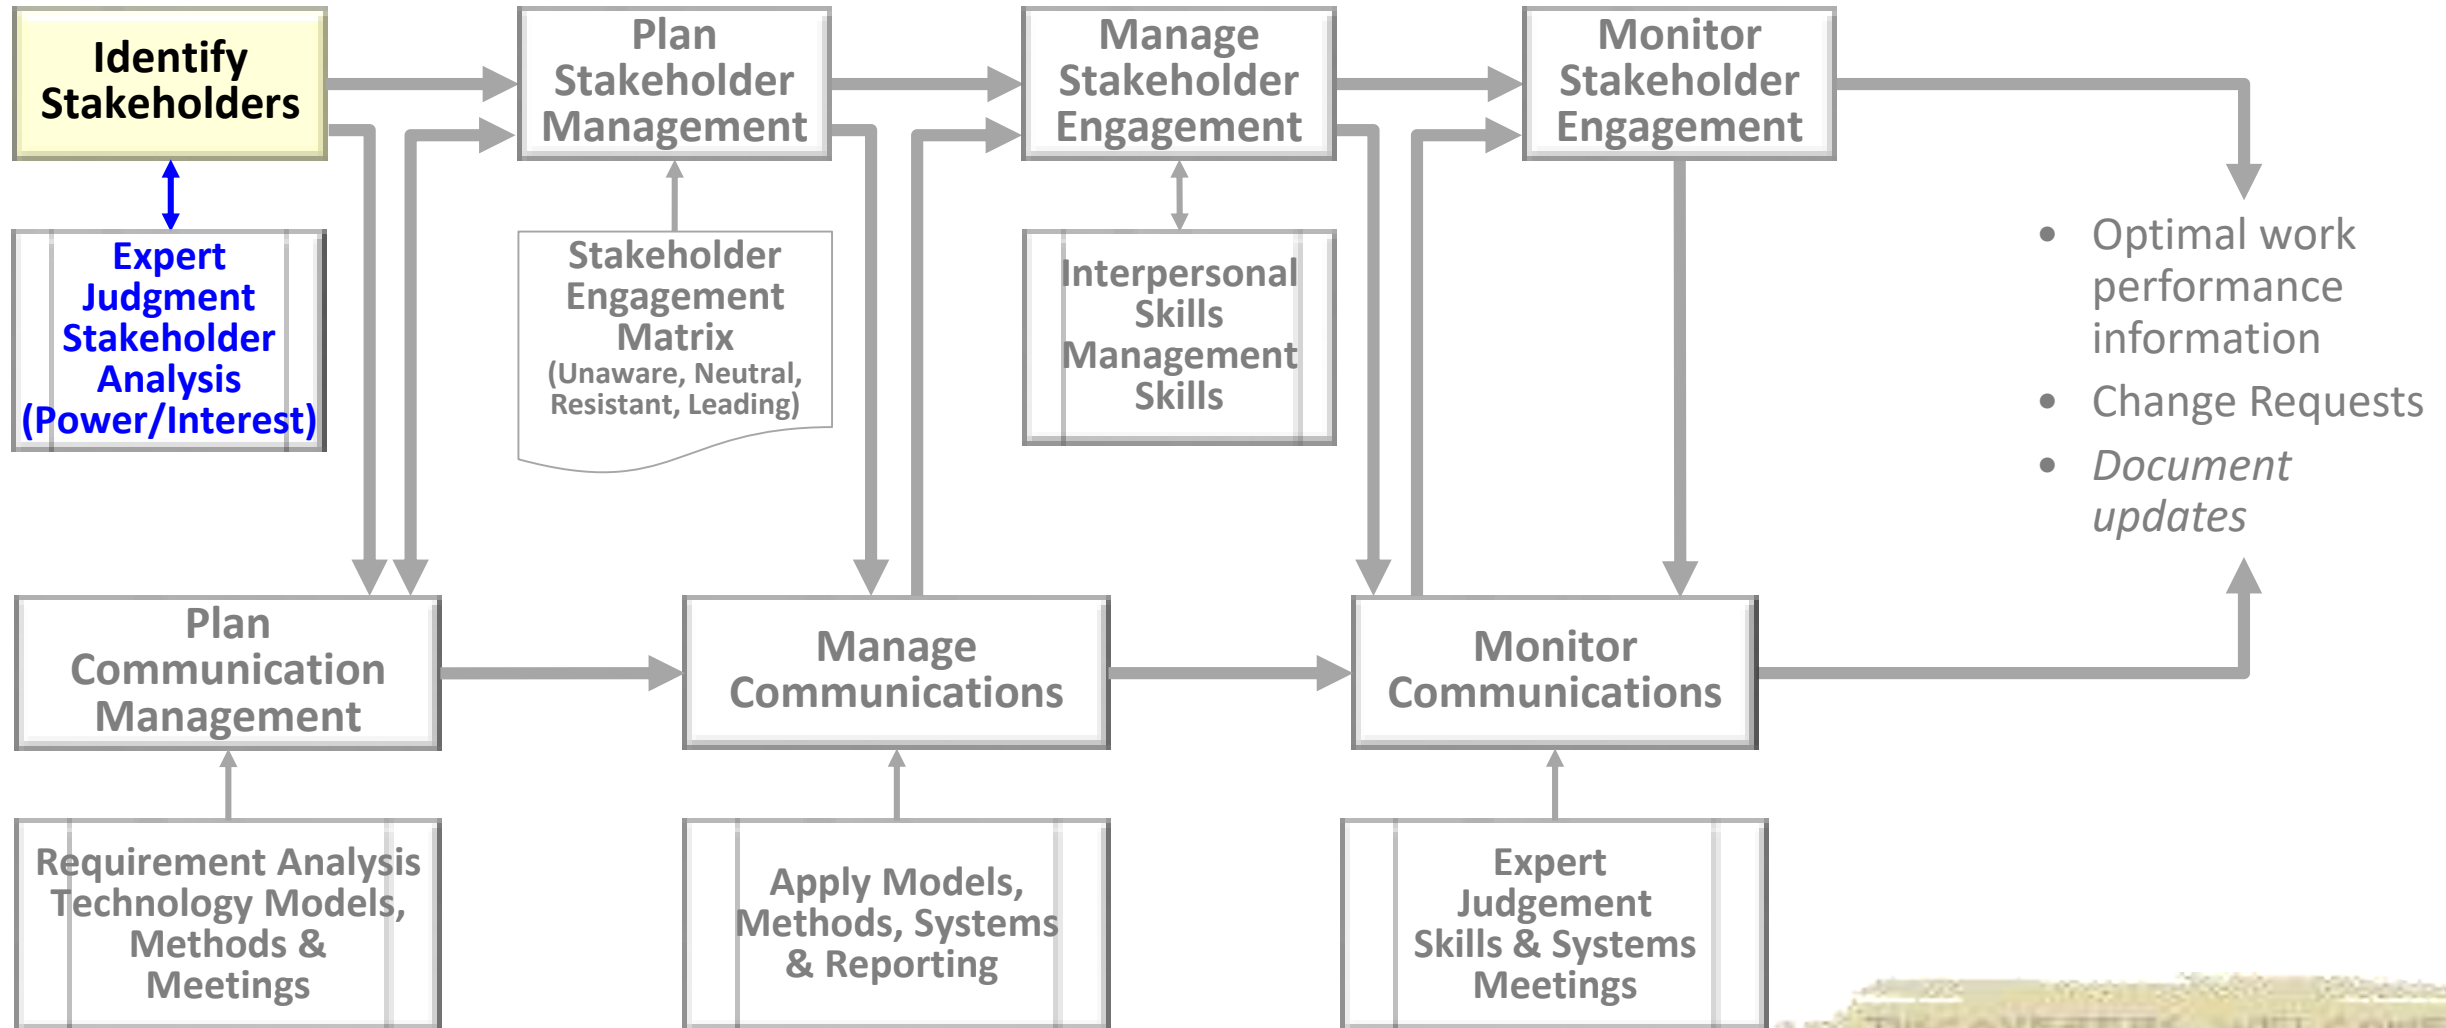 Identify
Stakeholders
Plan
Stakeholder
Management
Manage
Stakeholder
Engagement
Monitor
Stakeholder
Engagement
Expert
Judgment
Stakeholder
Analysis
(Power/Interest)
Stakeholder
Engagement
Matrix
(Unaware, Neutral,
Resistant, Leading)
Interpersonal
Skills
Management
Skills
• Optimal work
performance
information
• Change Requests
• Document
updates
Plan
Communication
Management
Manage
Communications
Monitor
Communications
Requirement Analysis
Technology Models,
Methods &
Meetings
Apply Models,
Methods, Systems
& Reporting
Expert
Judgement
Skills & Systems
Meetings